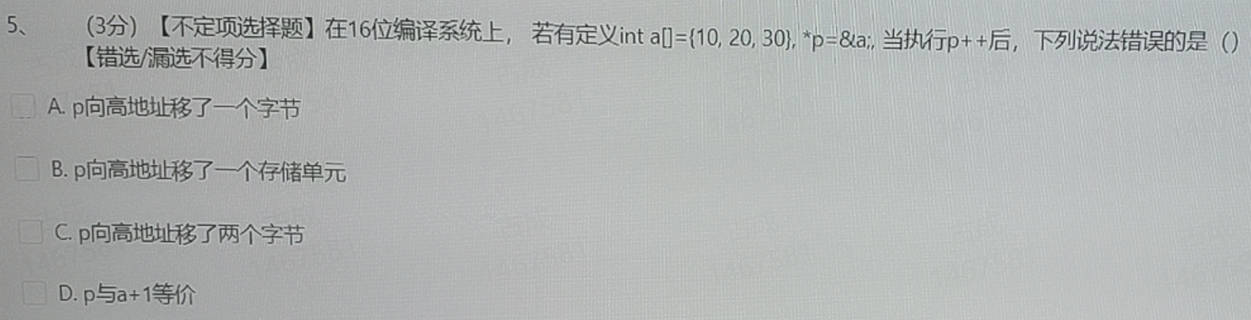 5、 （3分）【不定项选择题】在16位编译系统上， 若有定义int a[]={10, 20, 30}, *p=&a;, 当执行p++后，下列说法错误的是（）
【错选/漏选不得分】
A. p向高地址移了一个字节
B. p向高地址移了一个存储单元
C. p向高地址移了两个字节
D. p与a+1等价